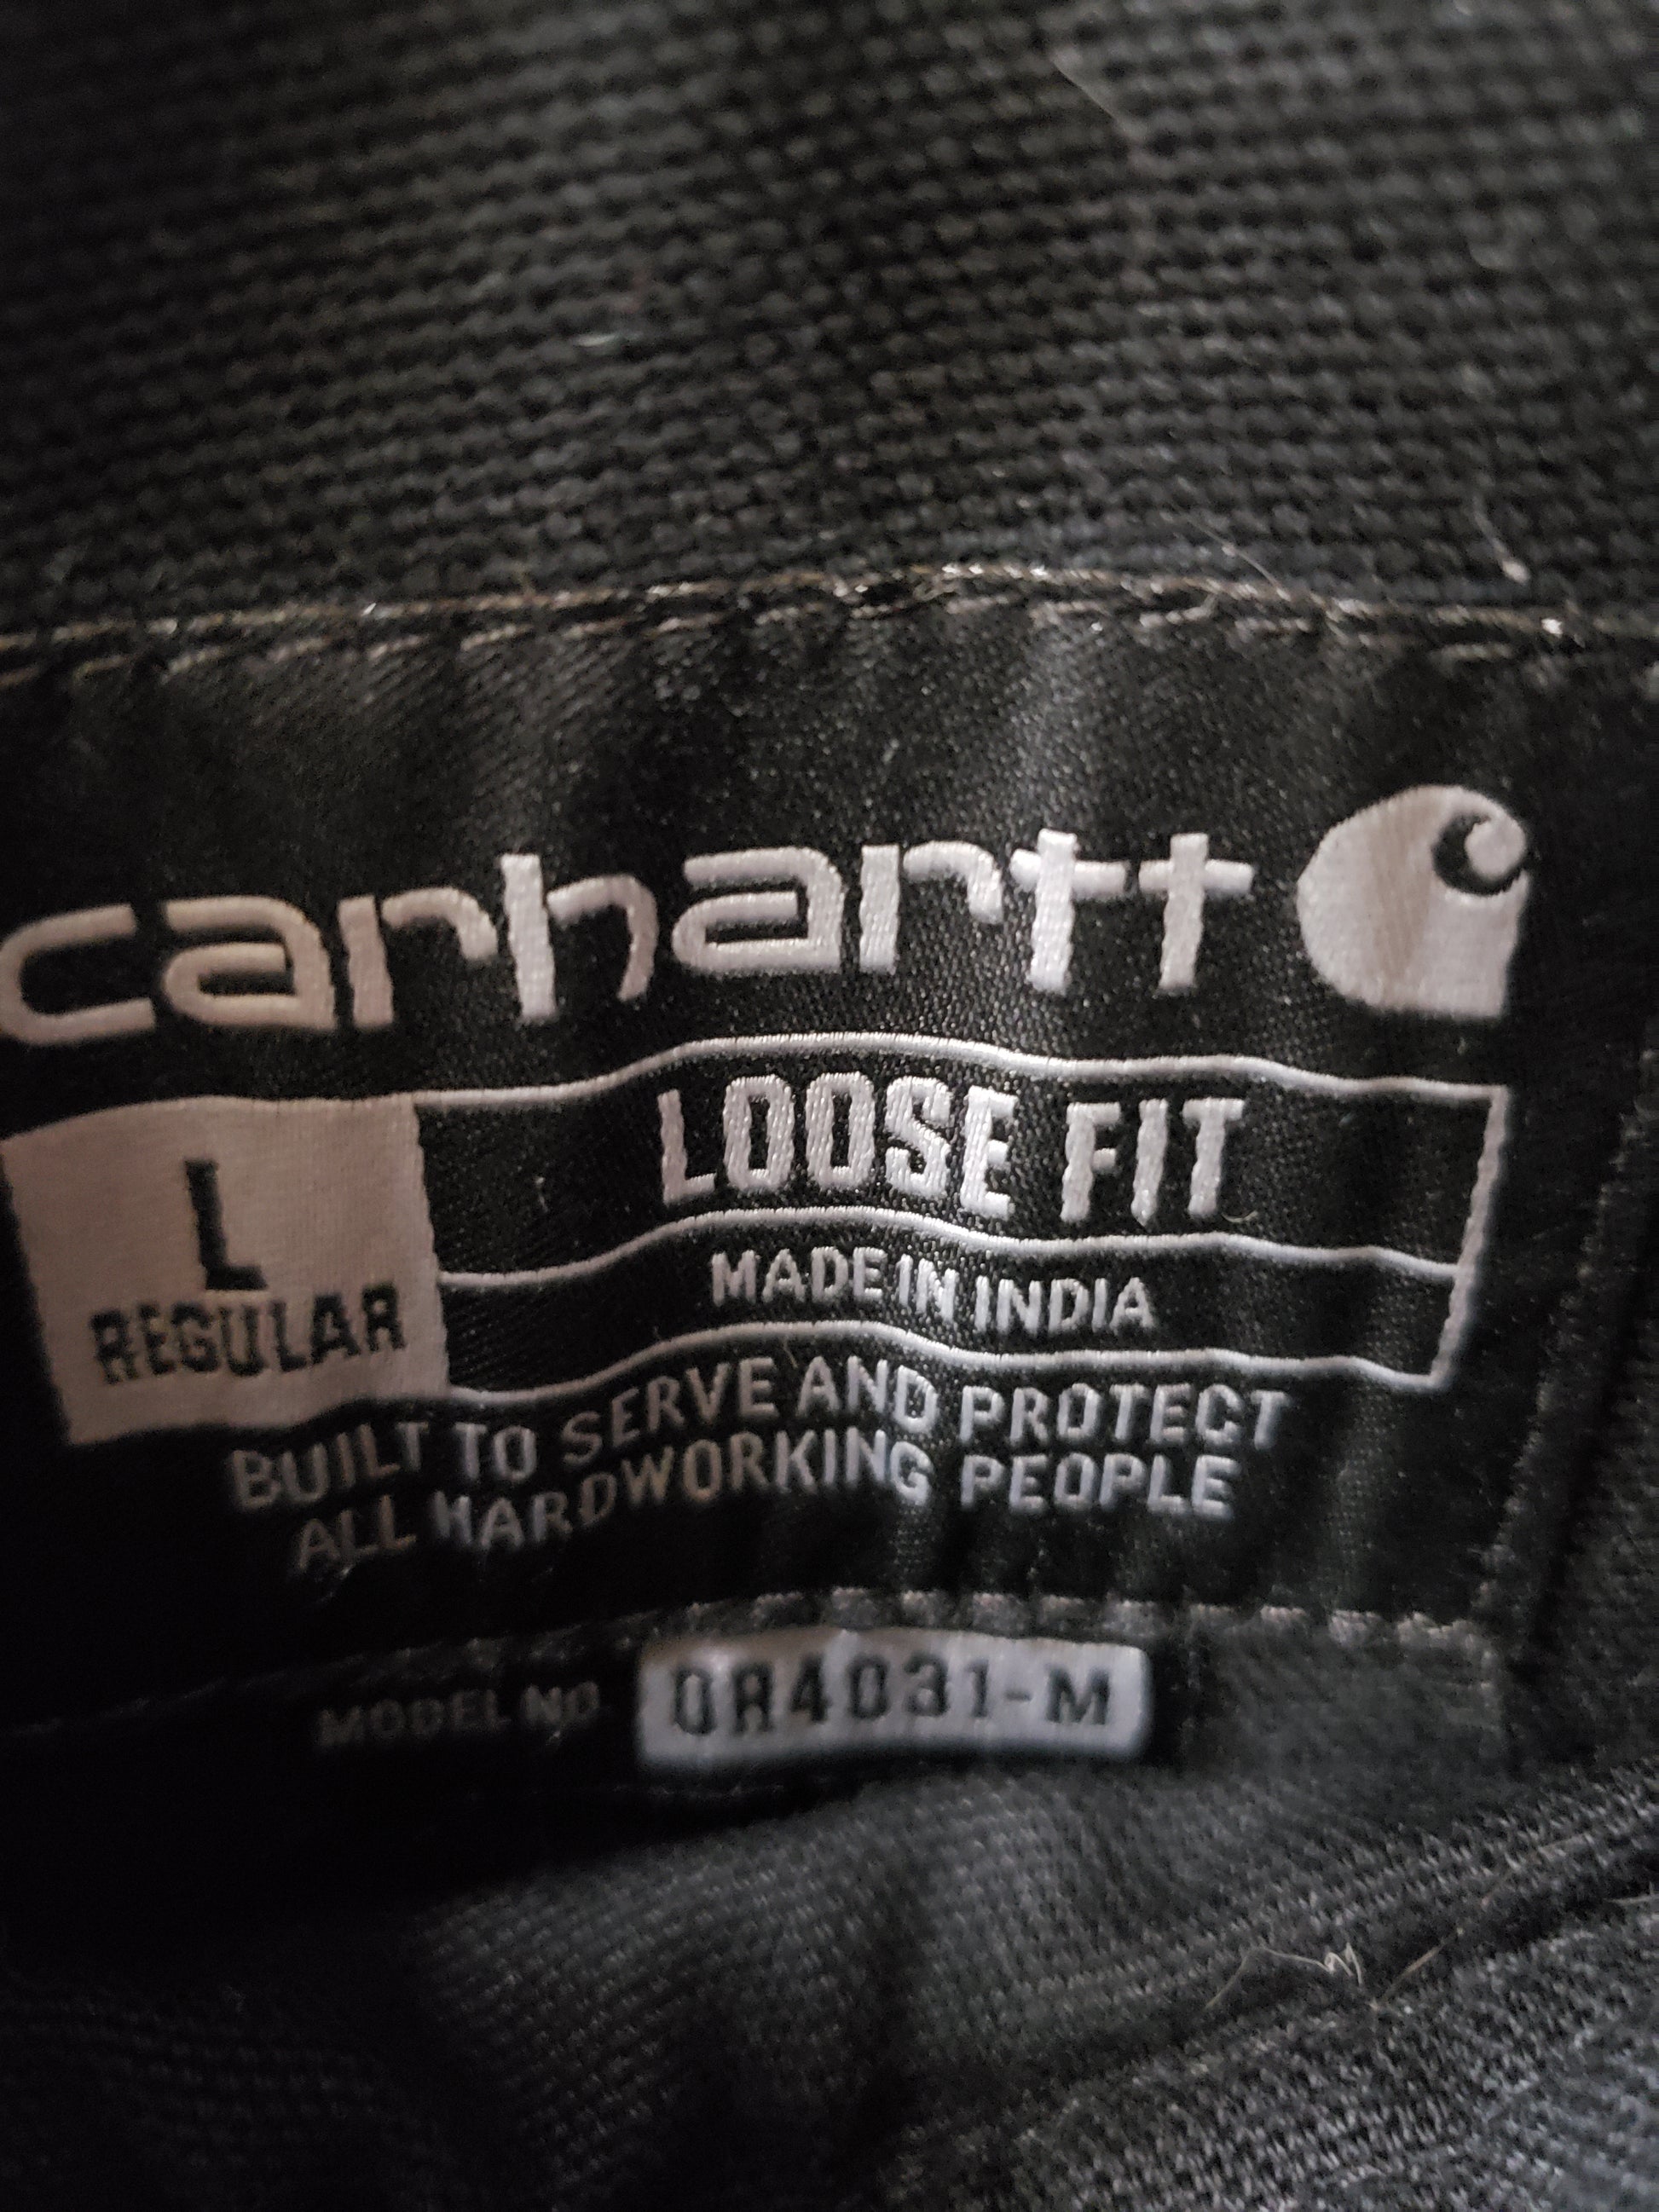 carhartt
LOOSE FIT
L
REGULAR
MADE IN INDIA
BUILT TO SERVE AND PROTECT
ALL HARDWORKING PEOPLE
MODEL NO OR4031-M